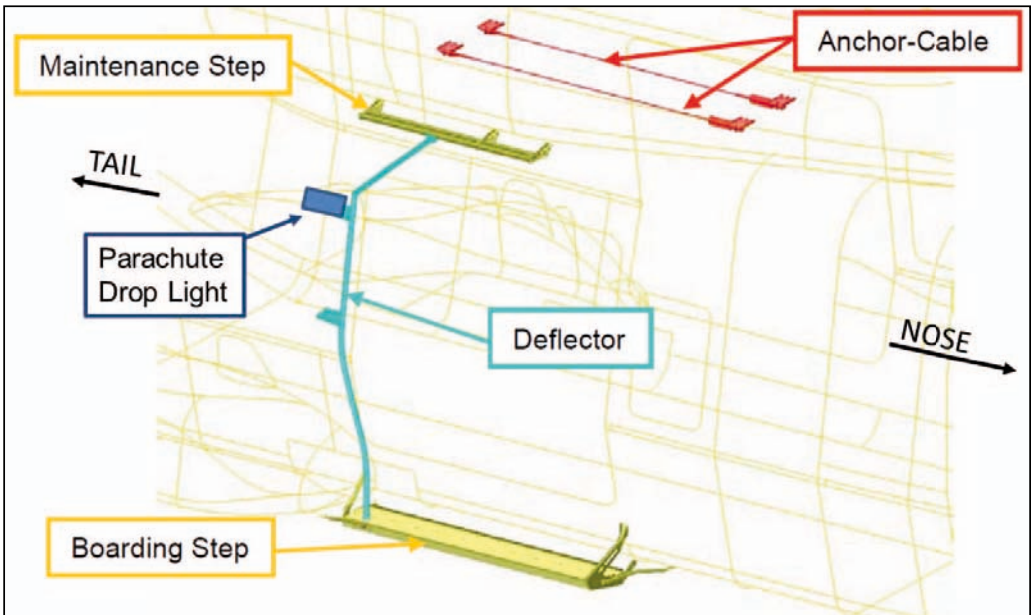 Anchor-Cable
Maintenance Step
TAIL
Parachute
Drop Light
Deflector
NOSE
Boarding Step